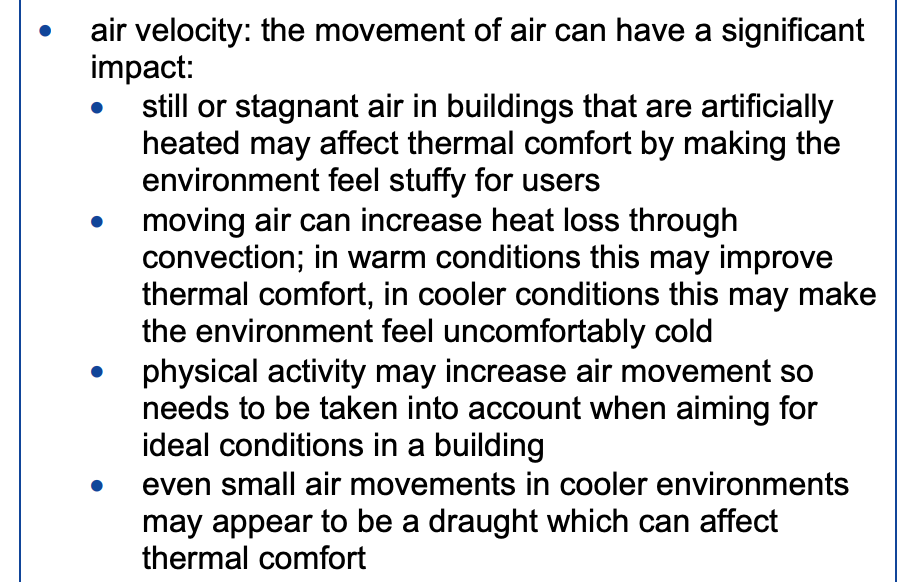 • air velocity: the movement of air can have a significant
impact:
• still or stagnant air in buildings that are artificially
heated may affect thermal comfort by making the
environment feel stuffy for users
• moving air can increase heat loss through
convection; in warm conditions this may improve
thermal comfort, in cooler conditions this may make
the environment feel uncomfortably cold
• physical activity may increase air movement so
needs to be taken into account when aiming for
ideal conditions in a building
• even small air movements in cooler environments
may appear to be a draught which can affect
thermal comfort